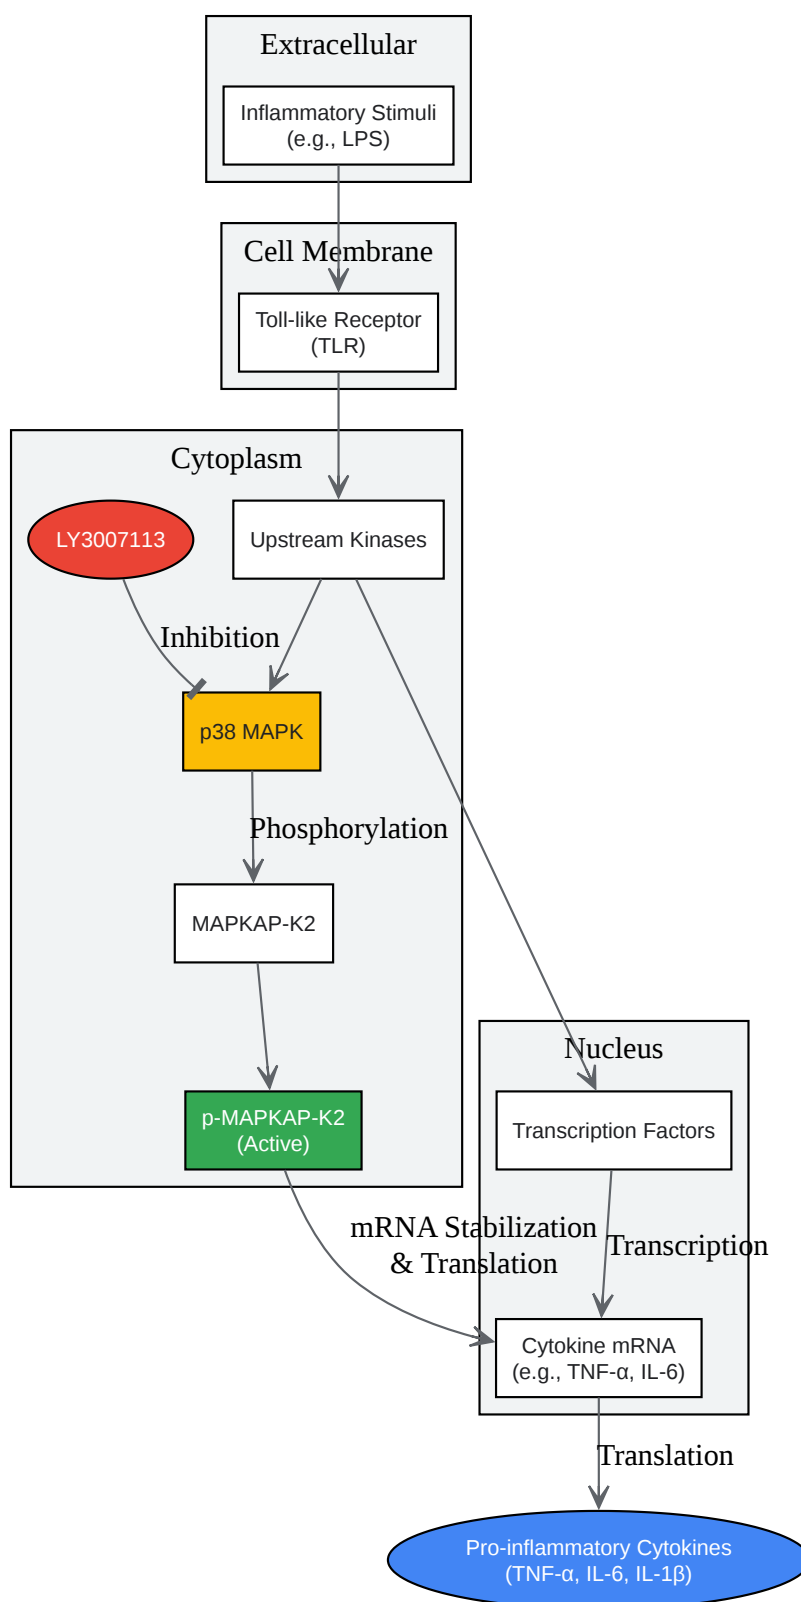 Extracellular
Inflammatory Stimuli
(e.g., LPS)
Cell Membrane
Toll-like Receptor
(TLR)
Cytoplasm
LY3007113
Upstream Kinases
Inhibition
p38 MAPK
Phosphorylation
MAPKAP-K2
p-MAPKAP-K2
(Active)
Nucleus
Transcription Factors
mRNA Stabilization
& Translation
Transcription
Cytokine mRNA
(e.g., TNF-α, IL-6)
Translation
Pro-inflammatory Cytokines
(TNF-α, IL-6, IL-1β)